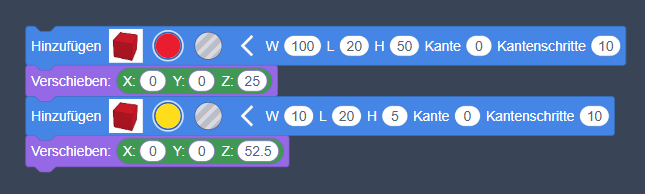 Hinzufügen W 100 L 20 H 50 Kante 0 Kantenschritte 10
Verschieben: X: 0 Y: 0 Z: 25
Hinzufügen W 10 L 20 H 5 Kante 0 Kantenschritte 10
Verschieben: X: 0 Y: 0 Z: 52.5